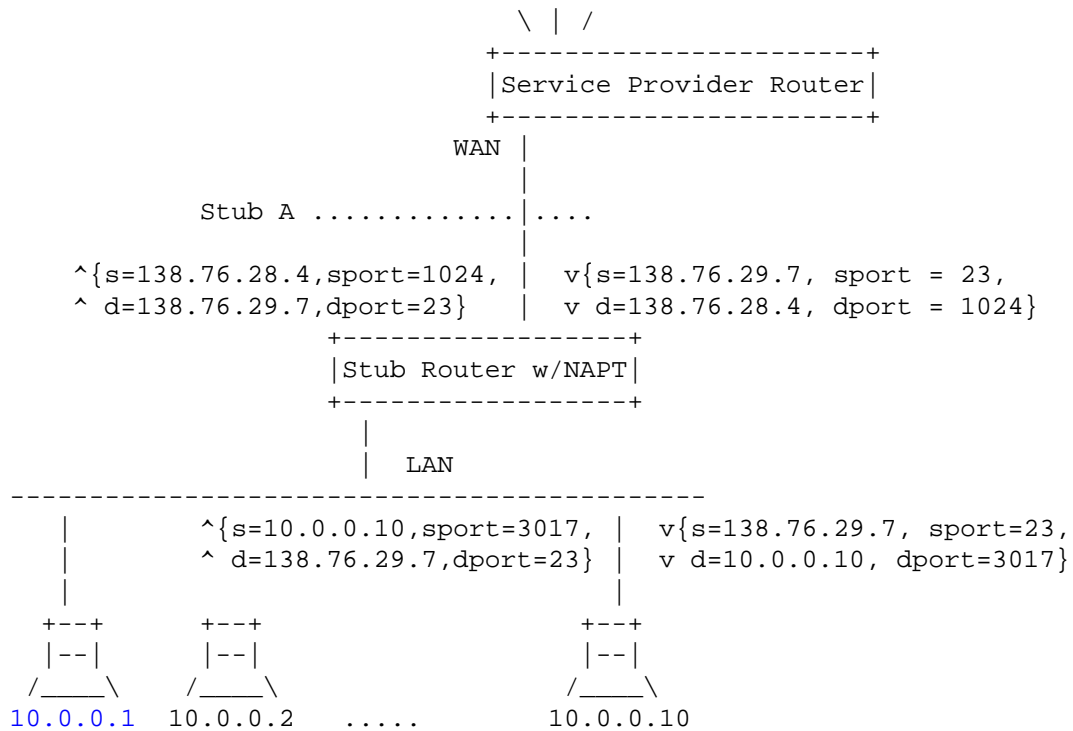 \ | /
+-----------------------+
|Service Provider Router|
+-----------------------+
WAN |
|
Stub A .............|....
|
^{s=138.76.28.4,sport=1024, | v{s=138.76.29.7, sport = 23,
^ d=138.76.29.7,dport=23} | v d=138.76.28.4, dport = 1024}
+------------------+
|Stub Router w/NAPT|
+------------------+
|
| LAN
--------------------------------------------
| ^{s=10.0.0.10,sport=3017, | v{s=138.76.29.7, sport=23,
| ^ d=138.76.29.7,dport=23} | v d=10.0.0.10, dport=3017}
| |
+--+ +--+ +--+
|--| |--| |--|
/____\ /____\ /____\
10.0.0.1 10.0.0.2 ..... 10.0.0.10